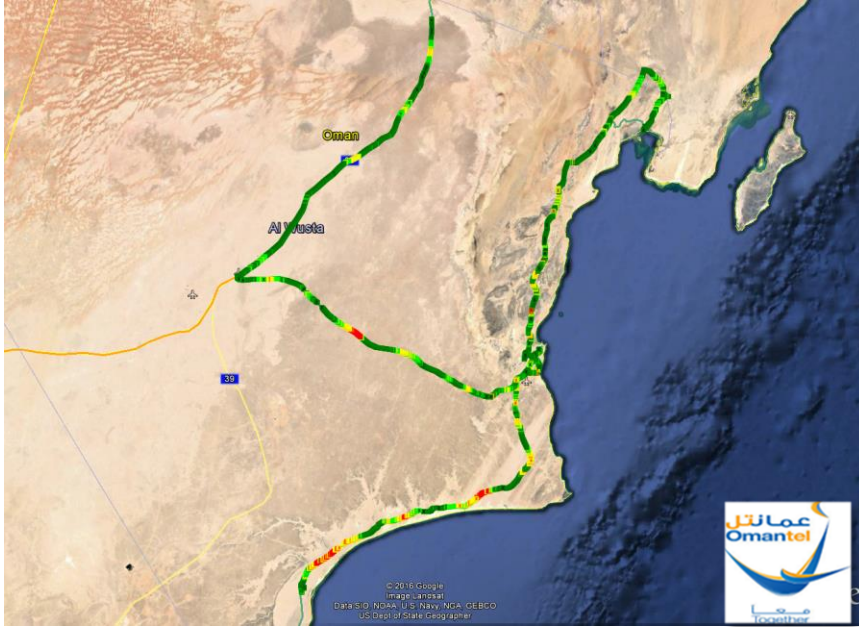 Oman
Al Wusta
39
عمانتل
Omantel
معا
Together
© 2016 Google
Image Landsat
Data SIO, NOAA, U.S. Navy, NGA, GEBCO
US Dept of State Geographer